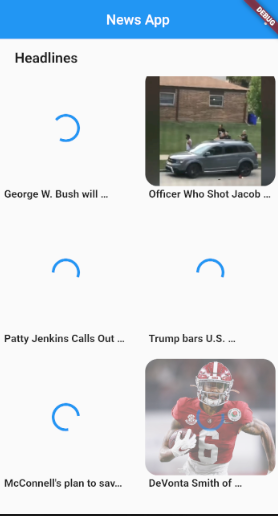 News App
DEBUG
Headlines
George W. Bush will ...
Officer Who Shot Jacob ...
Patty Jenkins Calls Out ...
Trump bars U.S. ...
McConnell's plan to sav...
DeVonta Smith of ...
6